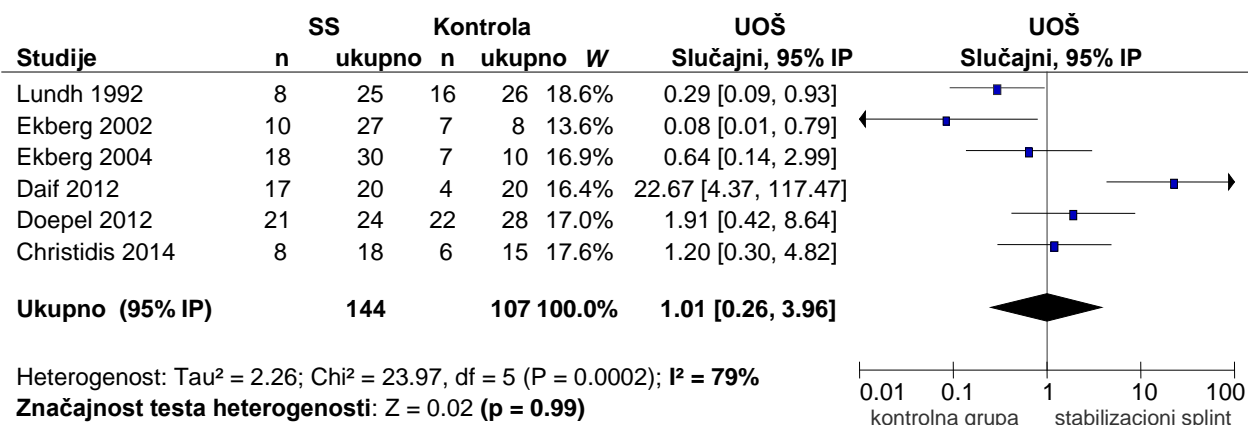 SS Kontrola UOŠ UOŠ
Studije n ukupno n ukupno W Slučajni, 95% IP Slučajni, 95% IP
Lundh 1992 8 25 16 26 18.6% 0.29 [0.09, 0.93]
Ekberg 2002 10 27 7 8 13.6% 0.08 [0.01, 0.79]
Ekberg 2004 18 30 7 10 16.9% 0.64 [0.14, 2.99]
Daif 2012 17 20 4 20 16.4% 22.67 [4.37, 117.47]
Doepel 2012 21 24 22 28 17.0% 1.91 [0.42, 8.64]
Christidis 2014 8 18 6 15 17.6% 1.20 [0.30, 4.82]
Ukupno (95% IP) 144 107 100.0% 1.01 [0.26, 3.96]
Heterogenost: Tau² = 2.26; Chi² = 23.97, df = 5 (P = 0.0002); I² = 79%
Značajnost testa heterogenosti: Z = 0.02 (p = 0.99)
0.01 0.1 1 10 100
kontrolna grupa stabilizacioni splint